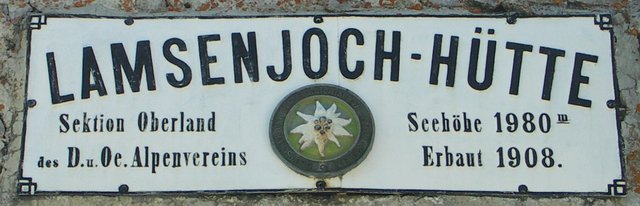 LAMSENJOCH-HÜTTE
Sektion Oberland
des D.u.Oe.Alpenvereins
Seehöhe 1980 m
Erbaut 1908.